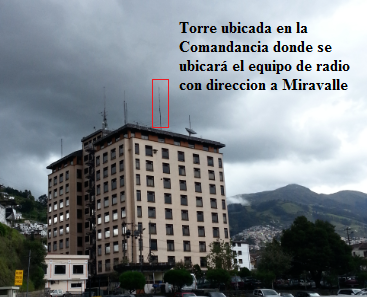 Torre ubicada en la
Comandancia donde se
ubicará el equipo de radio
con direccion a Miravalle